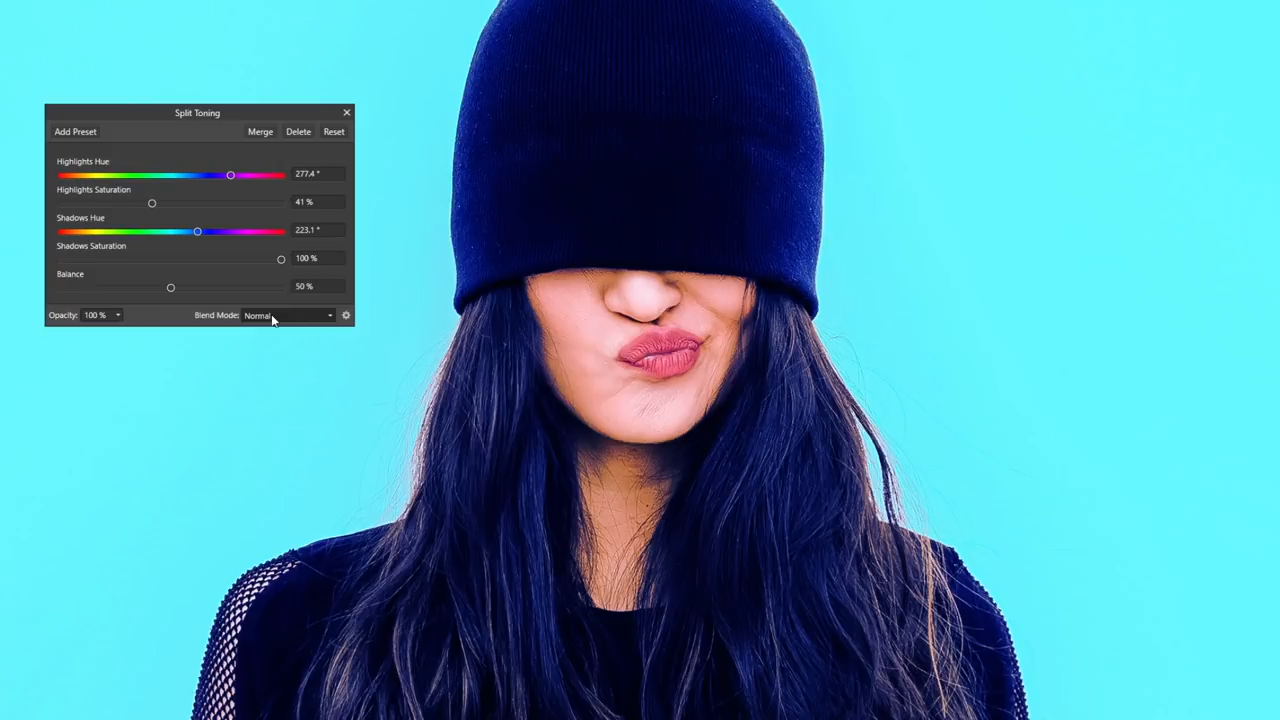 Split Toning
Add Preset Merge Delete Reset
Highlights Hue
277.4 °
Highlights Saturation
41 %
Shadows Hue
223.1 °
Shadows Saturation
100 %
Balance
50 %
Opacity: 100 % Blend Mode: Normal